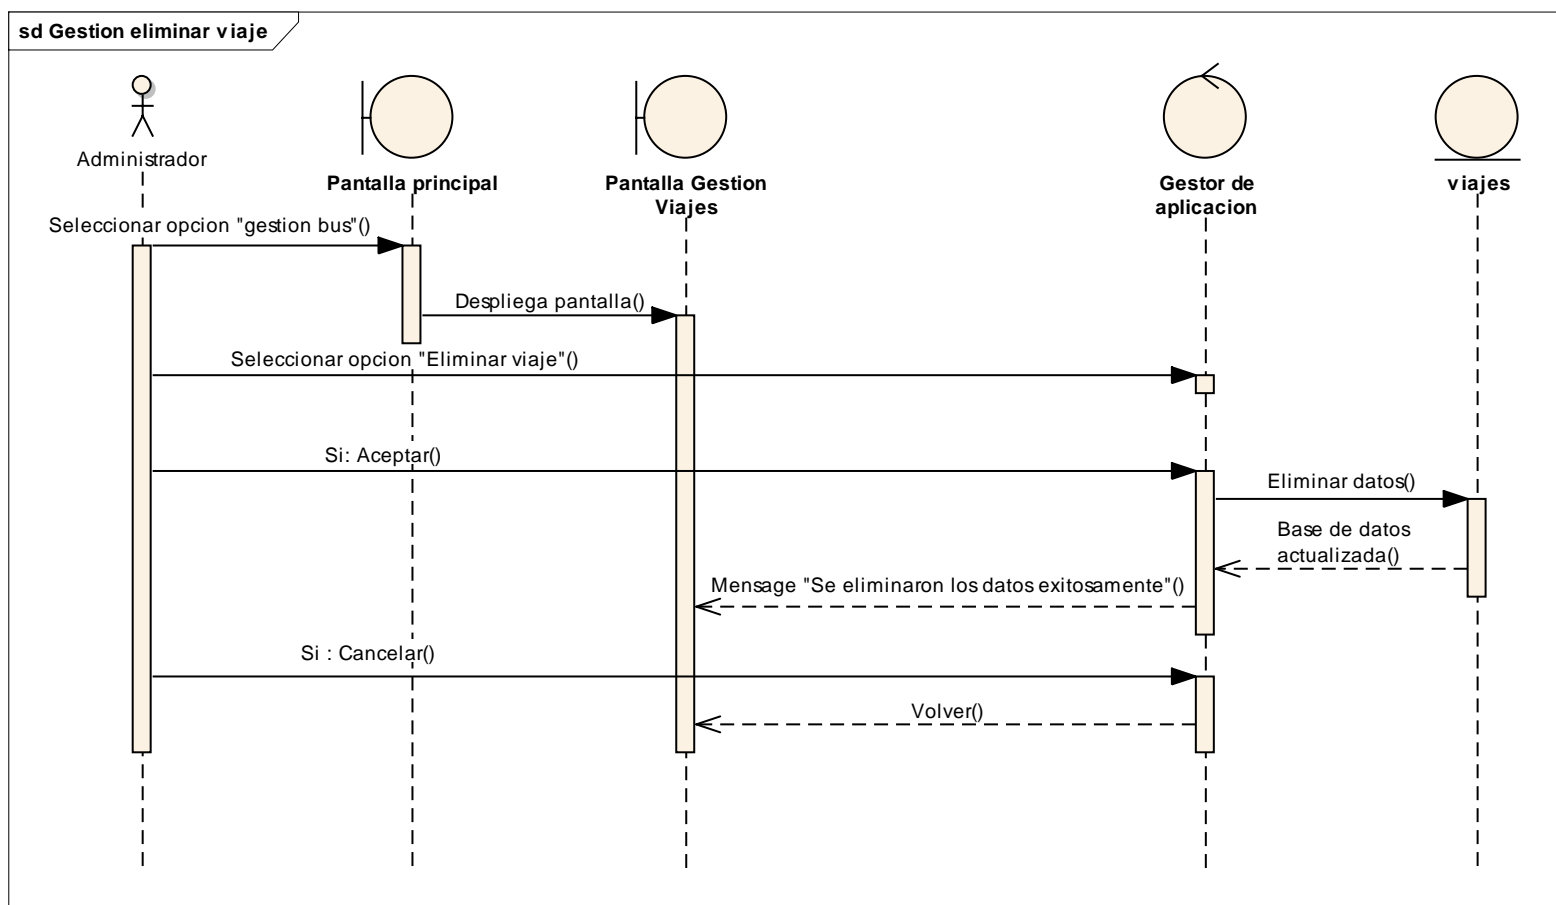 sd Gestion eliminar viaje
Administrador
Pantalla principal
Pantalla Gestion
Viajes
Gestor de
aplicacion
viajes
Seleccionar opcion "gestion bus"()
Despliega pantalla()
Seleccionar opcion "Eliminar viaje"()
Si: Aceptar()
Eliminar datos()
Base de datos
actualizada()
Mensage "Se eliminaron los datos exitosamente"()
Si : Cancelar()
Volver()